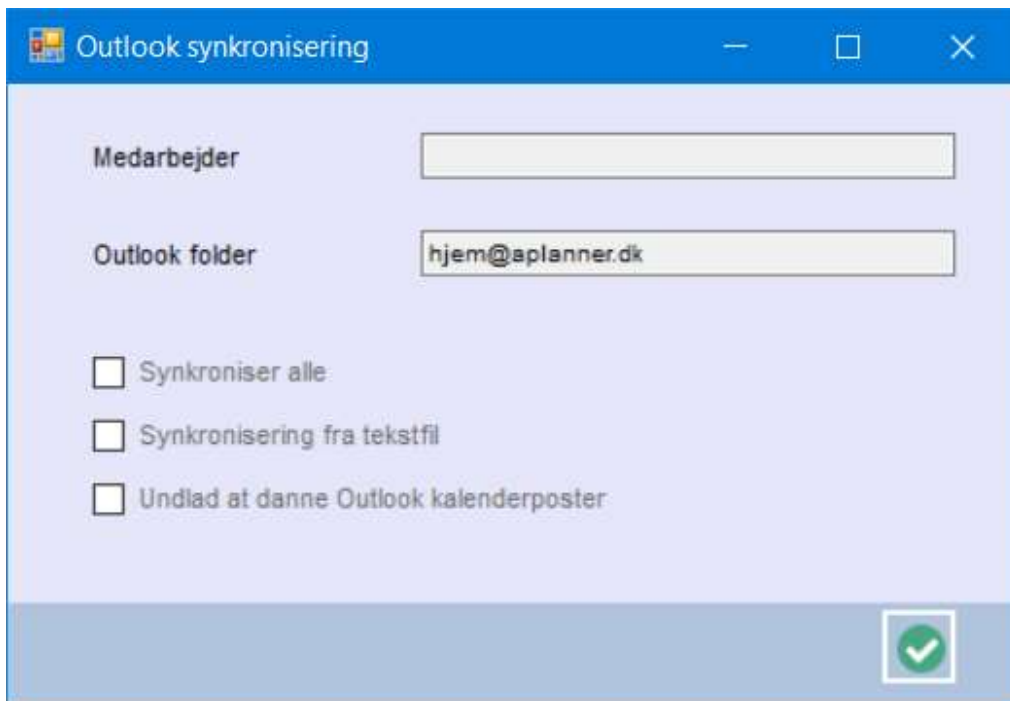 Outlook synkronisering
Medarbejder
Outlook folder
hjem@aplanner.dk
Synkroniser alle
Synkronisering fra tekstfil
Undlad at danne Outlook kalenderposter